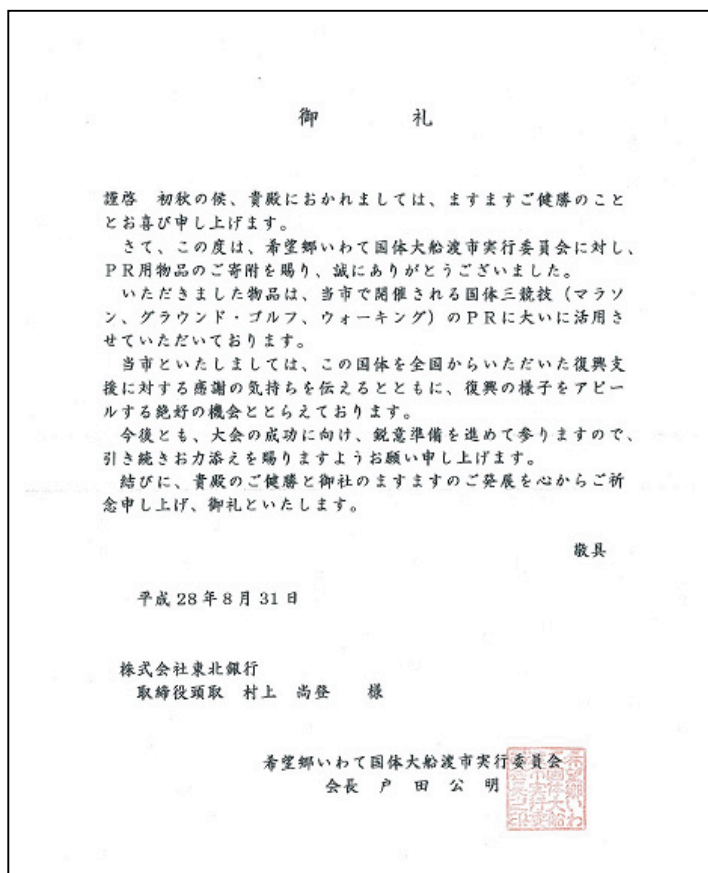 御　　　礼
謹啓　初秋の候、貴殿におかれましては、ますますご健勝のこと
とお喜び申し上げます。
さて、この度は、希望郷いわて国体大船渡市実行委員会に対し、
ＰＲ用物品のご寄附を賜り、誠にありがとうございました。
いただきました物品は、当市で開催される国体三競技（マラソ
ン、グラウンド・ゴルフ、ウォーキング）のＰＲに大いに活用さ
せていただいております。
当市といたしましては、この国体を全国からいただいた復興支
援に対する感謝の気持ちを伝えるとともに、復興の様子をアピー
ルする絶好の機会ととらえております。
今後とも、大会の成功に向け、鋭意準備を進めて参りますので、
引き続きお力添えを賜りますようお願い申し上げます。
結びに、貴殿のご健勝と御社のますますのご発展を心からご祈
念申し上げ、御礼といたします。
敬具
平成 28 年 8 月 31 日
株式会社東北銀行
取締役頭取　村上　尚登　　様
希望郷いわて国体大船渡市実行委員会
会長　戸　田　公　明